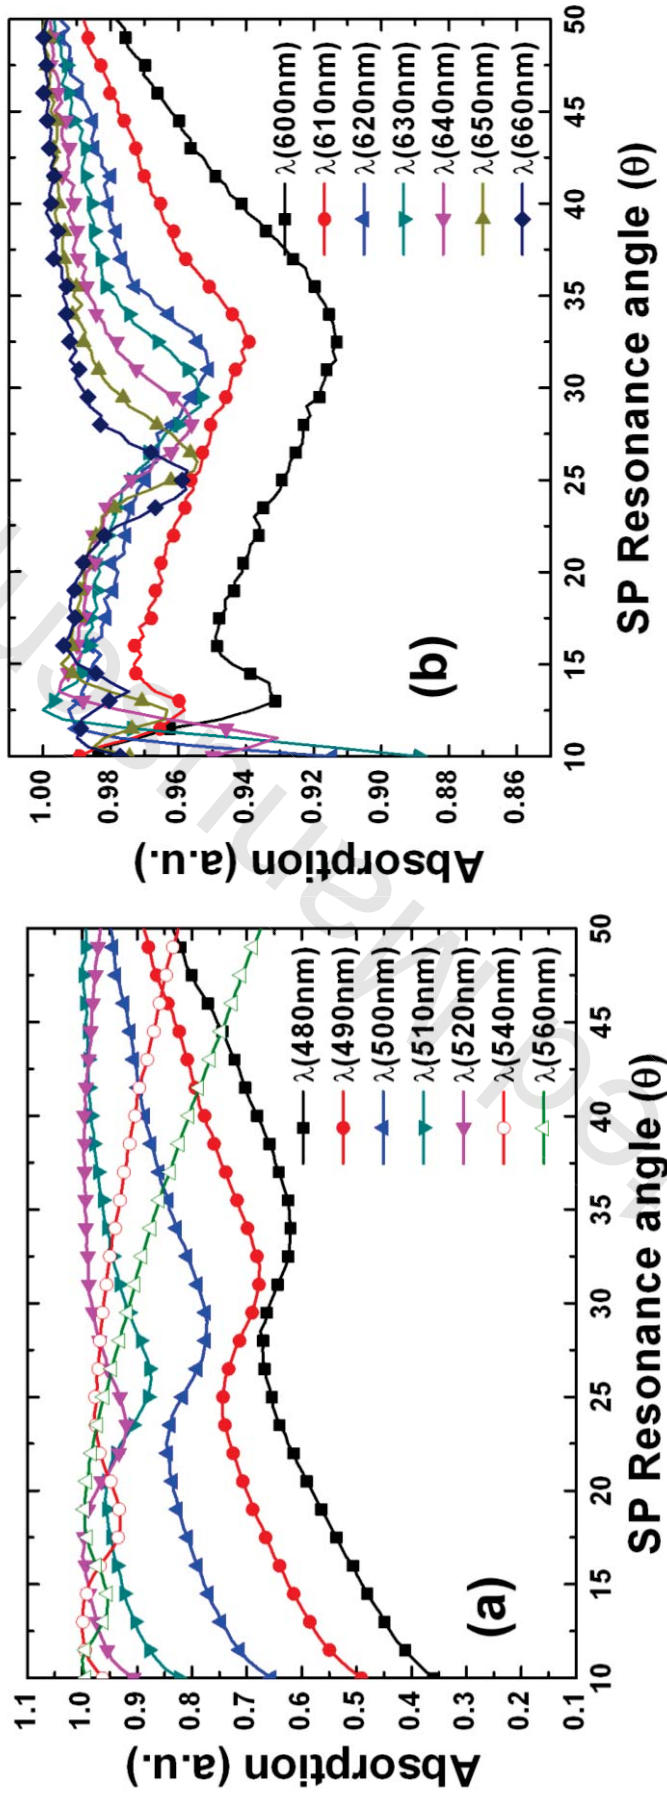 Absorption (a.u.)
1.1
1.0
0.9
0.8
0.7
0.6
0.5
0.4
0.3
0.2
0.1
(a)
λ(480nm)
λ(490nm)
λ(500nm)
λ(510nm)
λ(520nm)
λ(540nm)
λ(560nm)
10 15 20 25 30 35 40 45 50
SP Resonance angle (θ)
Absorption (a.u.)
1.00
0.98
0.96
0.94
0.92
0.90
0.88
0.86
(b)
λ(600nm)
λ(610nm)
λ(620nm)
λ(630nm)
λ(640nm)
λ(650nm)
λ(660nm)
10 15 20 25 30 35 40 45 50
SP Resonance angle (θ)